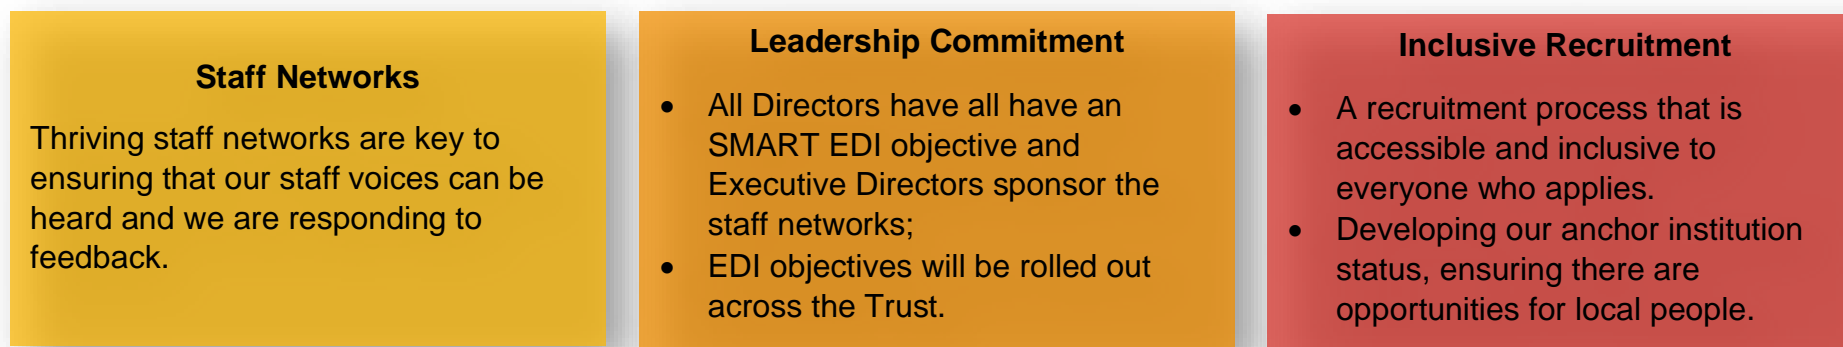 Staff Networks
Thriving staff networks are key to
ensuring that our staff voices can be
heard and we are responding to
feedback.
Leadership Commitment
• All Directors have all have an
SMART EDI objective and
Executive Directors sponsor the
staff networks;
• EDI objectives will be rolled out
across the Trust.
Inclusive Recruitment
• A recruitment process that is
accessible and inclusive to
everyone who applies.
• Developing our anchor institution
status, ensuring there are
opportunities for local people.